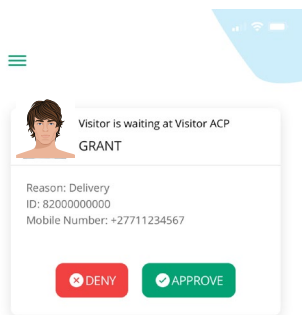 Visitor is waiting at Visitor ACP
GRANT
Reason: Delivery
ID: 82000000000
Mobile Number: +27711234567
DENY
APPROVE